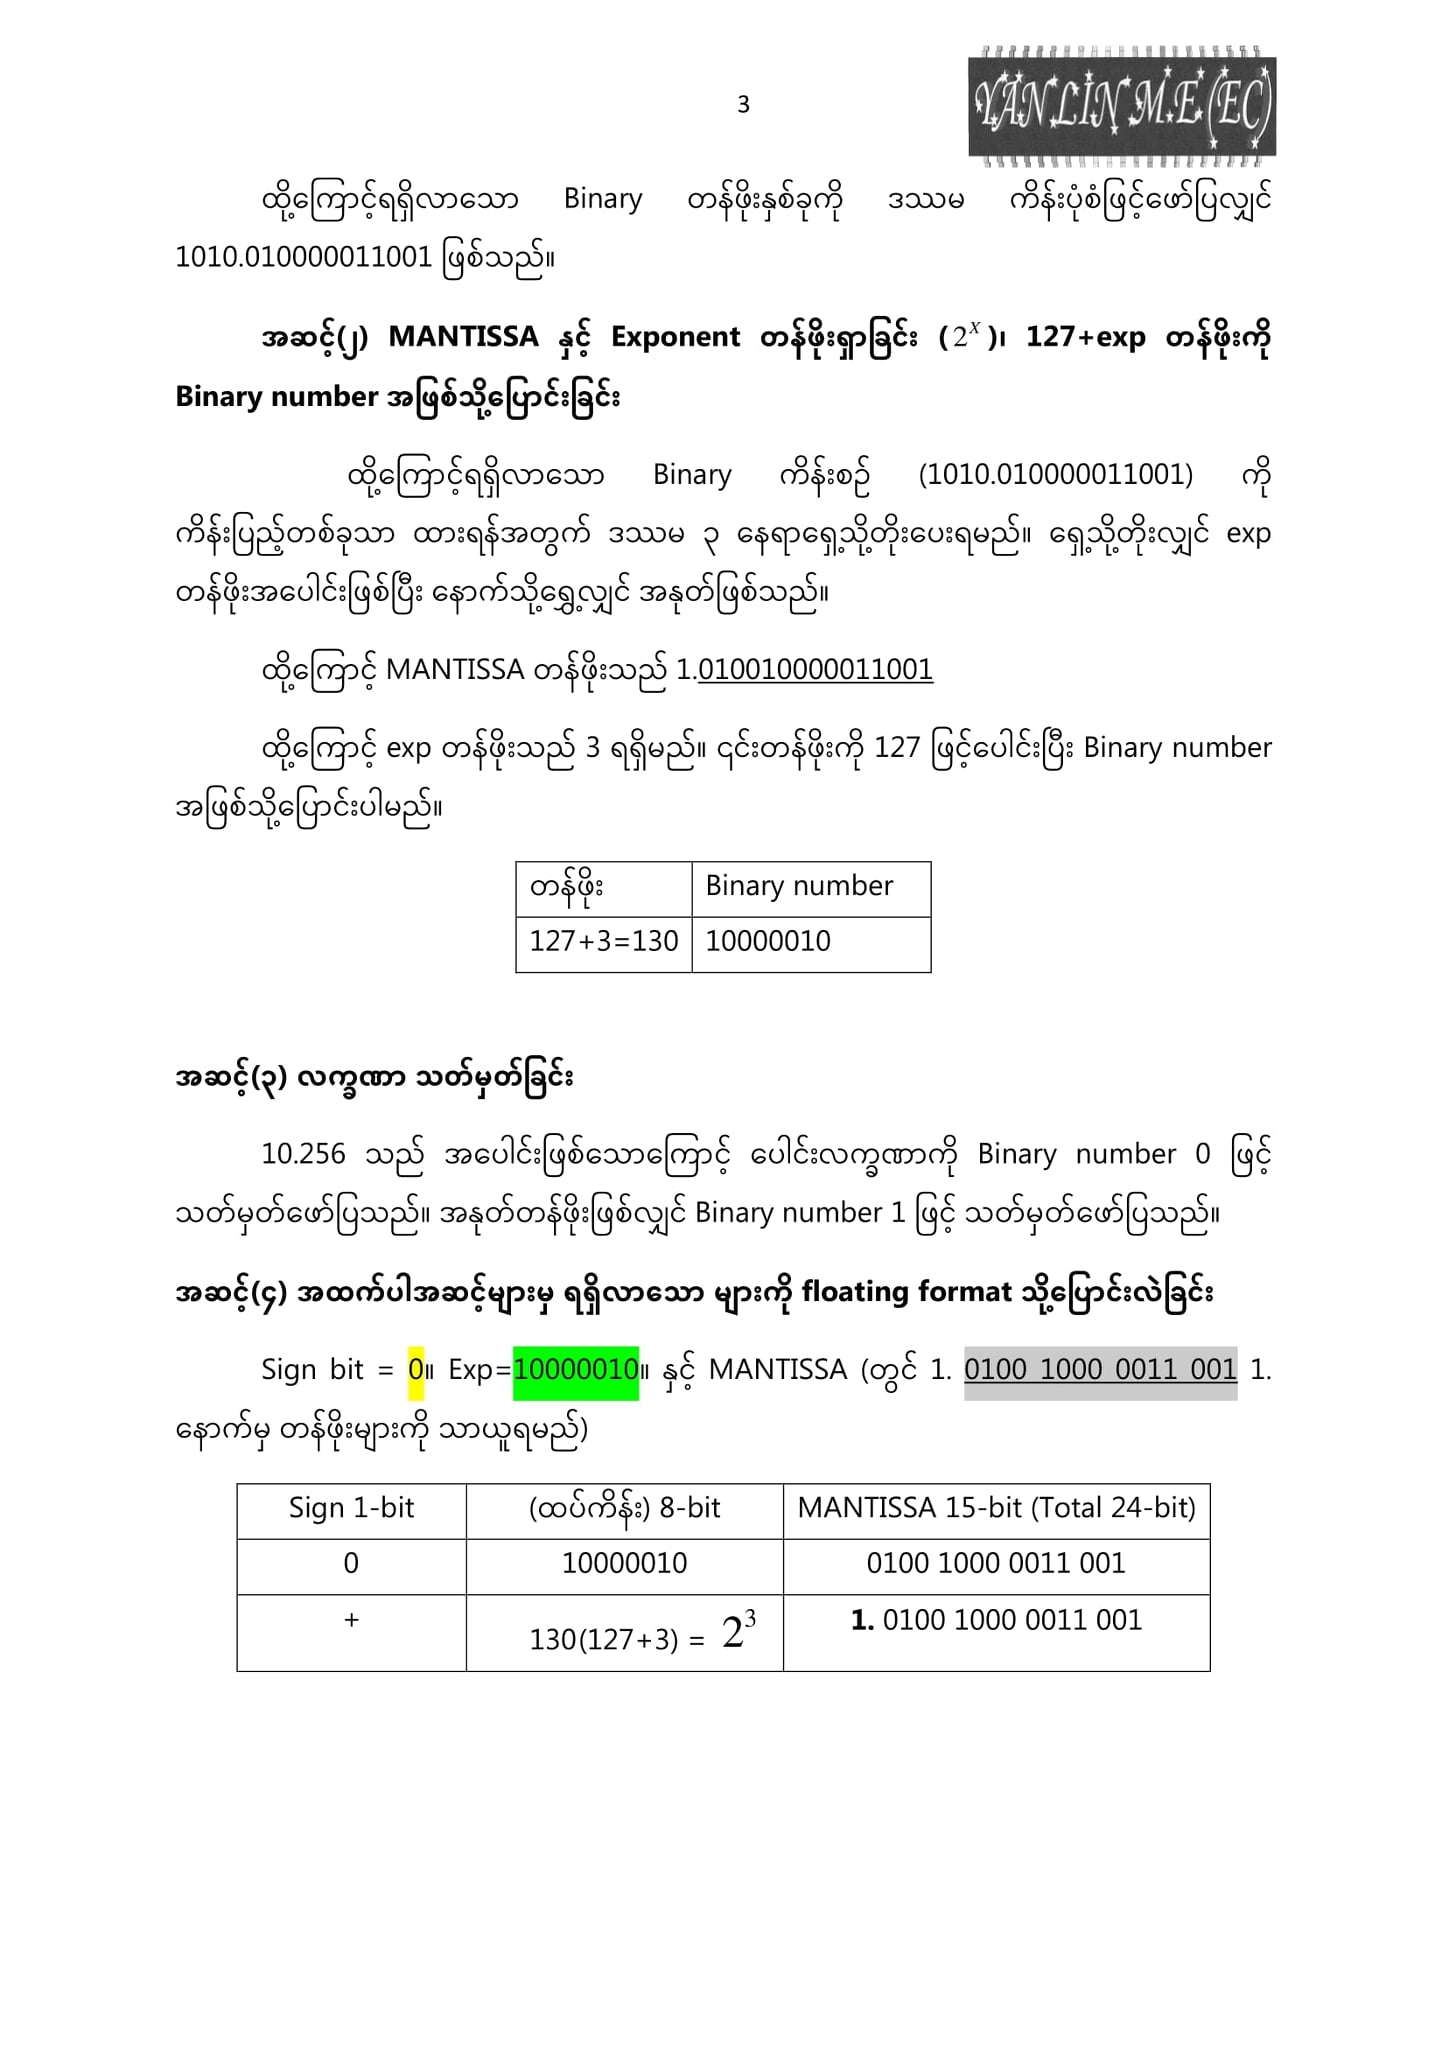 3
YAN LIN M.E(EC)
ထို့ကြောင့်ရရှိလာသော Binary တန်ဖိုးနှစ်ခုကို ဒဿမ ကိန်းပုံစံဖြင့်ဖော်ပြလျှင်
1010.010000011001 ဖြစ်သည်။
အဆင့်(၂) MANTISSA နှင့် Exponent တန်ဖိုးရှာခြင်း (2^X)၊ 127+exp တန်ဖိုးကို
Binary number အဖြစ်သို့ပြောင်းခြင်း
ထို့ကြောင့်ရရှိလာသော Binary ကိန်းစဉ် (1010.010000011001) ကို
ကိန်းပြည့်တစ်ခုသာ ထားရန်အတွက် ဒဿမ ၃ နေရာရှေ့သို့တိုးပေးရမည်။ ရှေ့သို့တိုးလျှင် exp
တန်ဖိုးအပေါင်းဖြစ်ပြီး နောက်သို့ရွှေ့လျှင် အနုတ်ဖြစ်သည်။
ထို့ကြောင့် MANTISSA တန်ဖိုးသည် 1.010010000011001
ထို့ကြောင့် exp တန်ဖိုးသည် 3 ရရှိမည်။ ၎င်းတန်ဖိုးကို 127 ဖြင့်ပေါင်းပြီး Binary number
အဖြစ်သို့ပြောင်းပါမည်။
တန်ဖိုး Binary number
127+3=130 10000010
အဆင့်(၃) လက္ခဏာ သတ်မှတ်ခြင်း
10.256 သည် အပေါင်းဖြစ်သောကြောင့် ပေါင်းလက္ခဏာကို Binary number 0 ဖြင့်
သတ်မှတ်ဖော်ပြသည်။ အနုတ်တန်ဖိုးဖြစ်လျှင် Binary number 1 ဖြင့် သတ်မှတ်ဖော်ပြသည်။
အဆင့်(၄) အထက်ပါအဆင့်များမှ ရရှိလာသော များကို floating format သို့ပြောင်းလဲခြင်း
Sign bit = 0။ Exp=10000010။ နှင့် MANTISSA (တွင် 1. 0100 1000 0011 001 1.
နောက်မှ တန်ဖိုးများကို သာယူရမည်)
Sign 1-bit (ထပ်ကိန်း) 8-bit MANTISSA 15-bit (Total 24-bit)
0 10000010 0100 1000 0011 001
+ 130(127+3) = 2^3 1. 0100 1000 0011 001